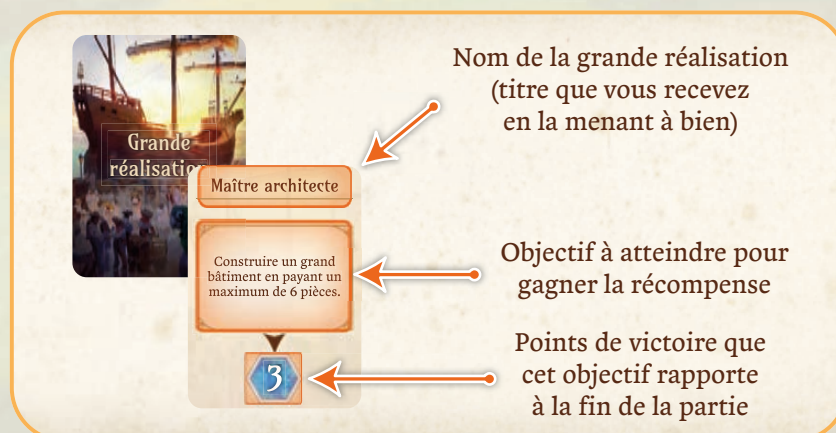 Grande
réalisation
Maître architecte
Construire un grand
bâtiment en payant un
maximum de 6 pièces.
3
Nom de la grande réalisation
(titre que vous recevez
en la menant à bien)
Objectif à atteindre pour
gagner la récompense
Points de victoire que
cet objectif rapporte
à la fin de la partie